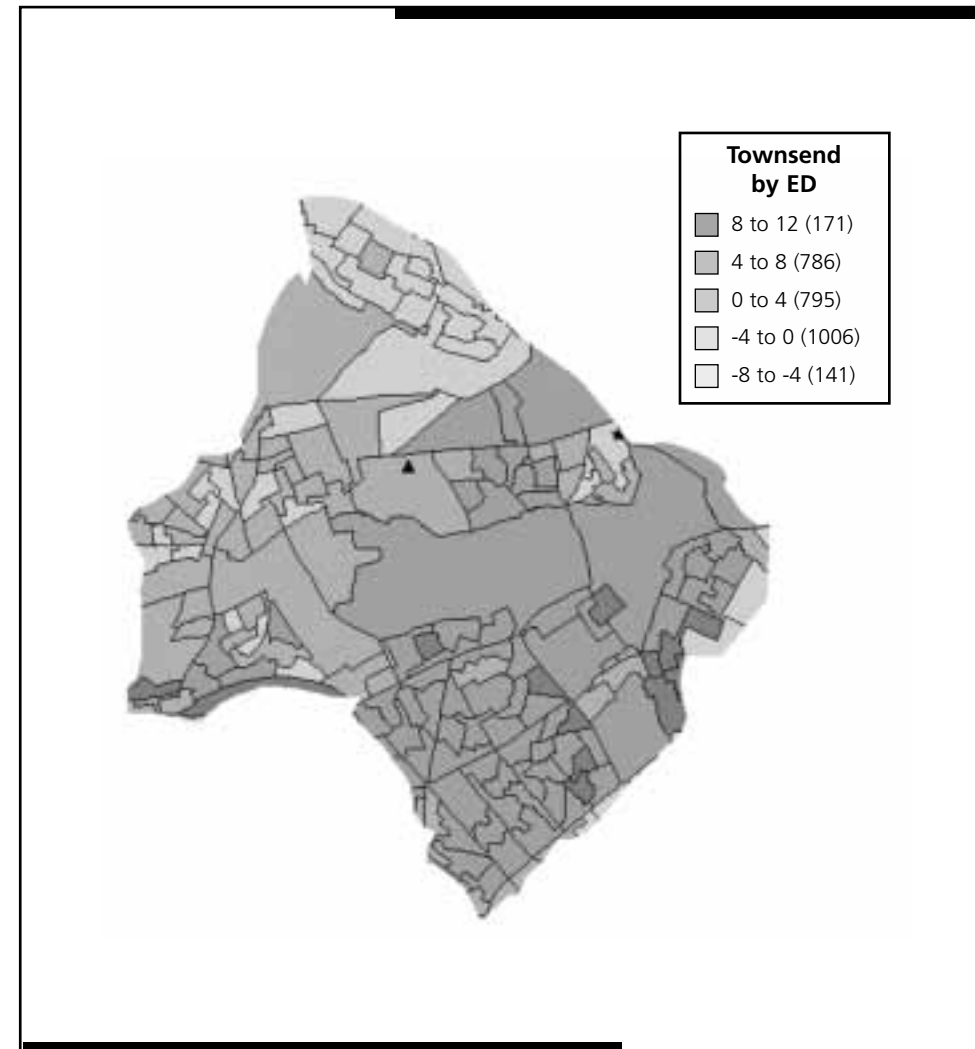 Townsend
by ED
8 to 12 (171)
4 to 8 (786)
0 to 4 (795)
-4 to 0 (1006)
-8 to -4 (141)